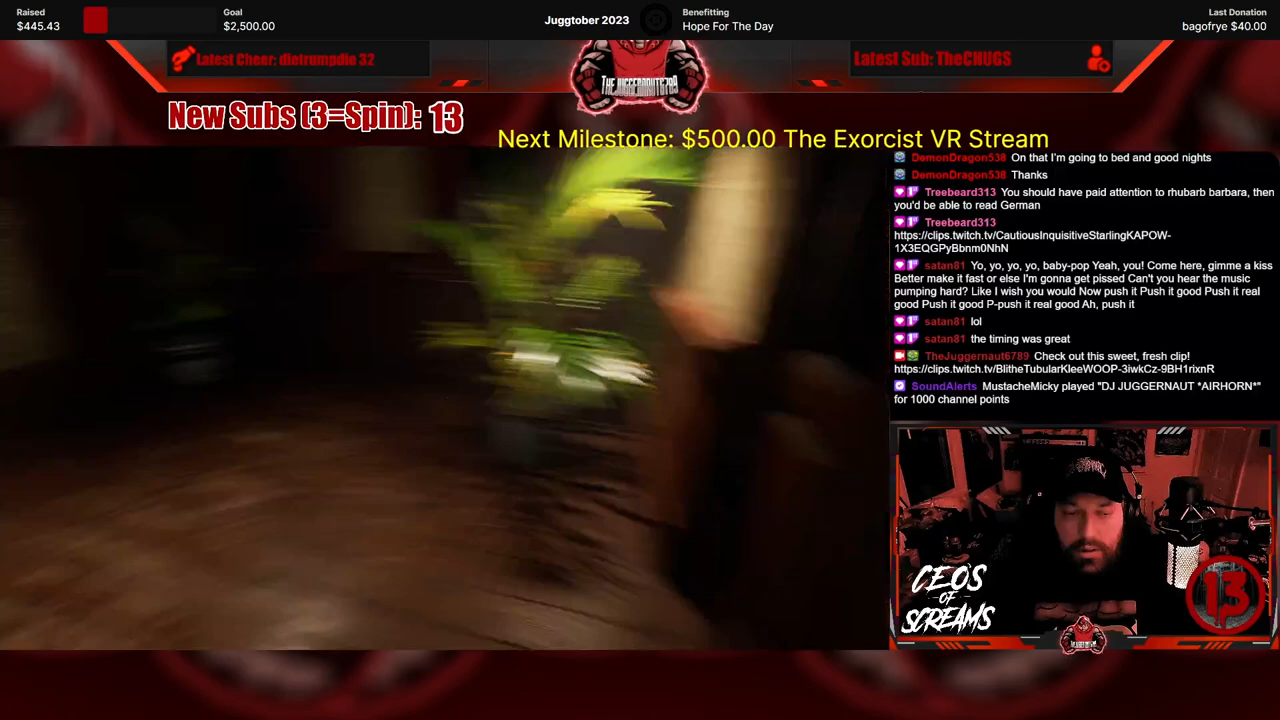 Raised
$445.43
Goal
$2,500.00
Juggtober 2023
Benefitting
Hope For The Day
Last Donation
bagofrye $40.00
Latest Cheer: dietrumpdie 32
THEJUGGERNAUT6789
Latest Sub: TheCHUGS
New Subs (3=Spin): 13
Next Milestone: $500.00 The Exorcist VR Stream
DemonDragon538 On that I'm going to bed and good nights
DemonDragon538 Thanks
Treebeard313 You should have paid attention to rhubarb barbara, then
you'd be able to read German
Treebeard313
https://clips.twitch.tv/CautiousInquisitiveStarlingKAPOW-
1X3EQGPyBbnm0NhN
satan81 Yo, yo, yo, yo, baby-pop Yeah, you! Come here, gimme a kiss
Better make it fast or else I'm gonna get pissed Can't you hear the music
pumping hard? Like I wish you would Now push it Push it good Push it real
good Push it good P-push it real good Ah, push it
satan81 lol
satan81 the timing was great
TheJuggernaut6789 Check out this sweet, fresh clip!
https://clips.twitch.tv/BlitheTubularKleeWOOP-3iwkCz-9BH1rixnR
SoundAlerts MustacheMicky played "DJ JUGGERNAUT *AIRHORN*"
for 1000 channel points
CEOS
OF
SCREAMS
13